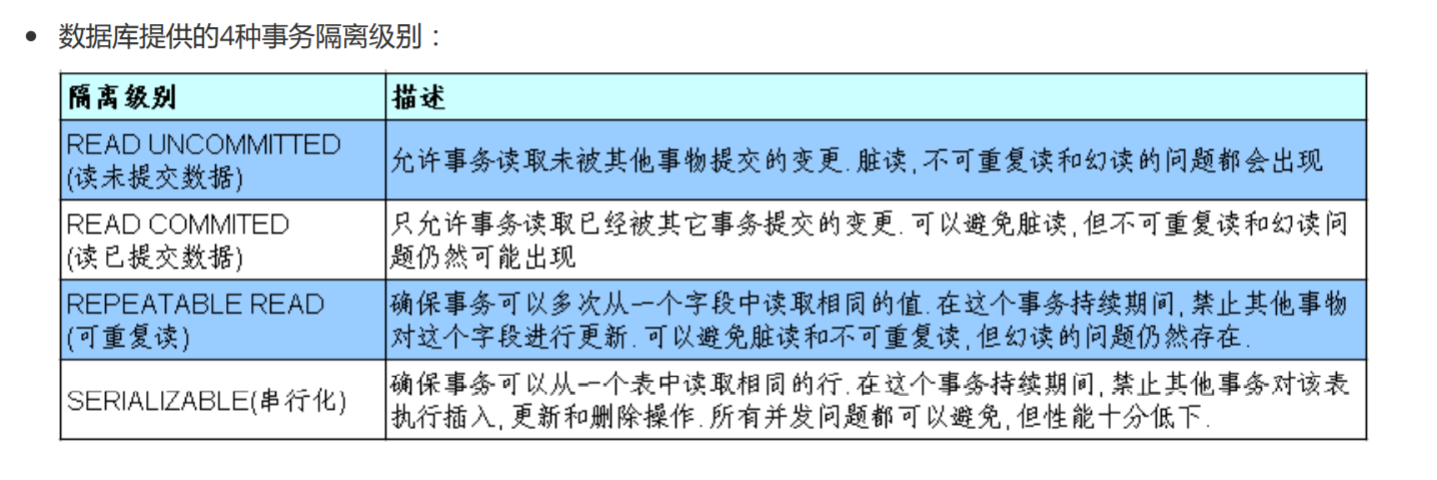 数据库提供的4种事务隔离级别：
隔离级别 描述
READ UNCOMMITTED
(读未提交数据)
允许事务读取未被其他事物提交的变更.脏读,不可重复读和幻读的问题都会出现
READ COMMITED
(读已提交数据)
只允许事务读取已经被其它事务提交的变更.可以避免脏读,但不可重复读和幻读问
题仍然可能出现
REPEATABLE READ
(可重复读)
确保事务可以多次从一个字段中读取相同的值.在这个事务持续期间,禁止其他事物
对这个字段进行更新.可以避免脏读和不可重复读,但幻读的问题仍然存在.
SERIALIZABLE(串行化)
确保事务可以从一个表中读取相同的行.在这个事务持续期间,禁止其他事务对该表
执行插入,更新和删除操作.所有并发问题都可以避免,但性能十分低下.